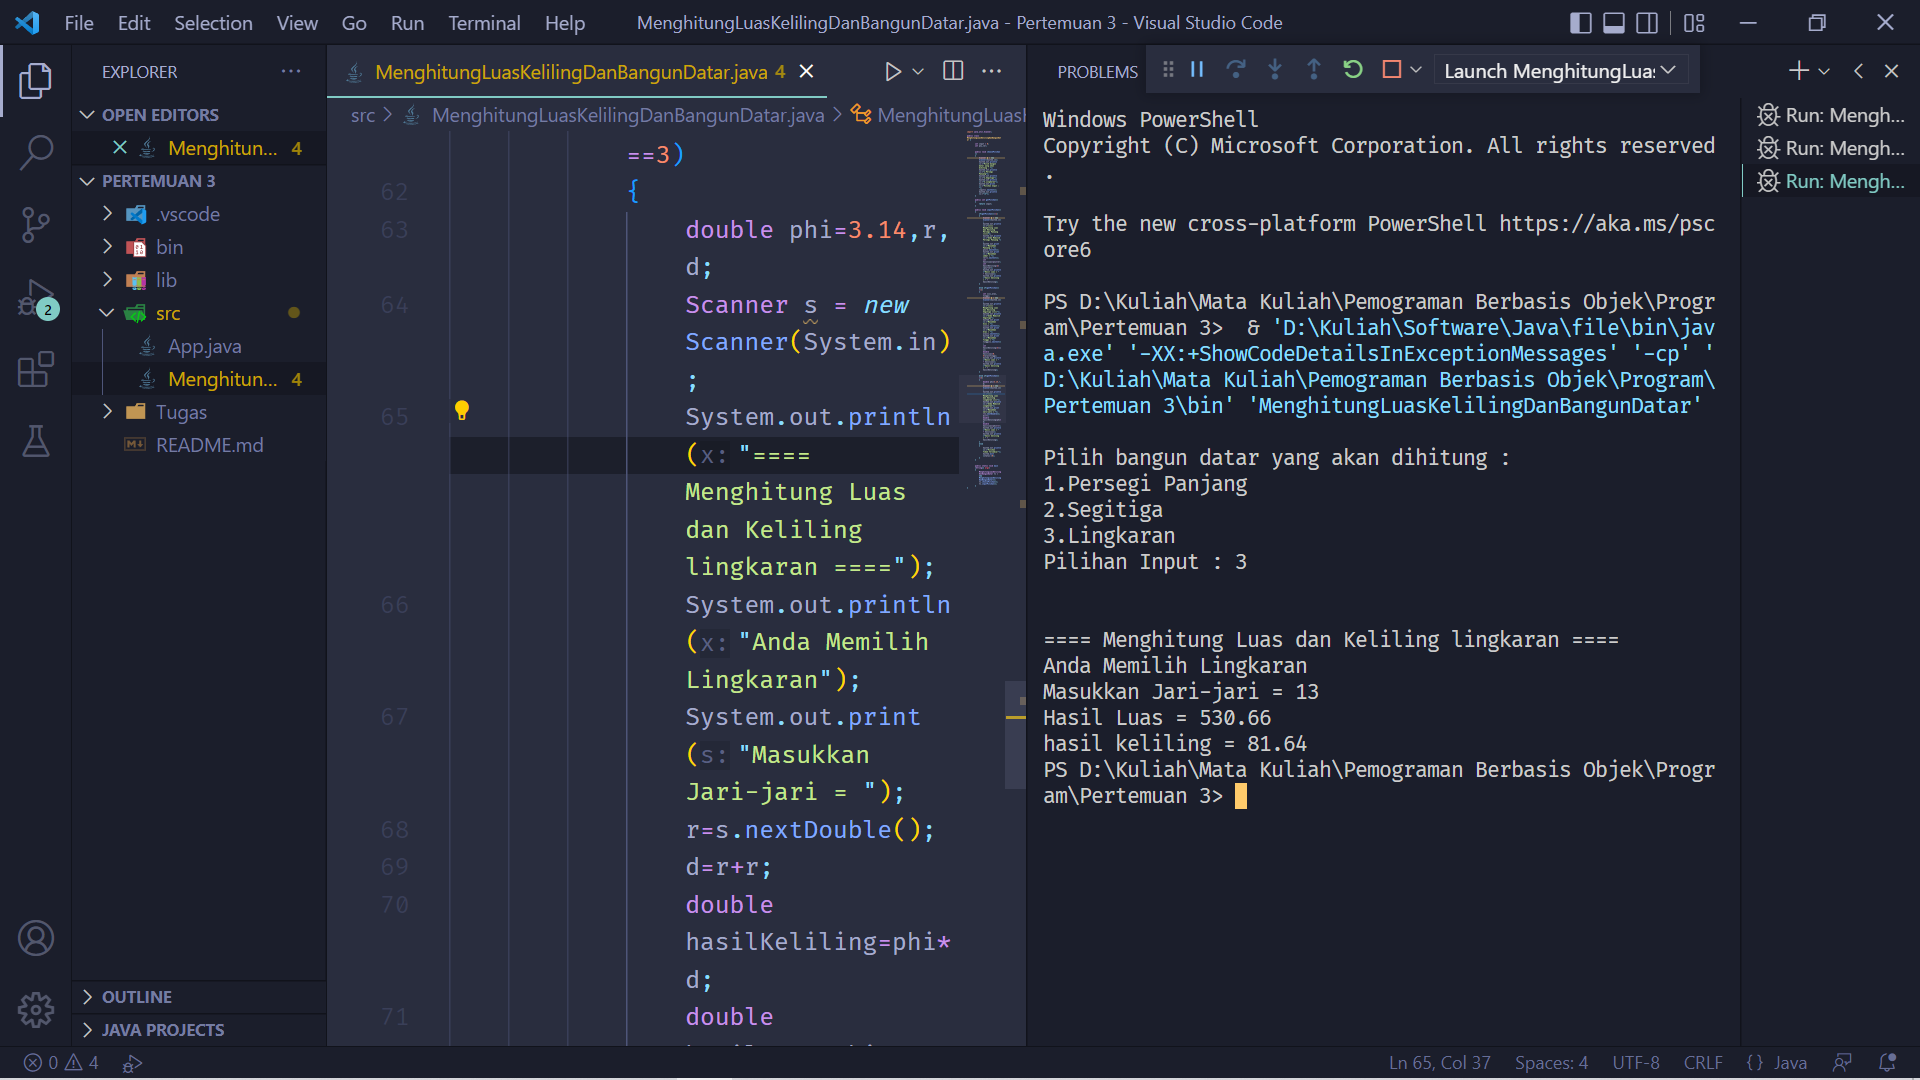 File Edit Selection View Go Run Terminal Help
MenghitungLuasKelilingDanBangunDatar.java - Pertemuan 3 - Visual Studio Code
EXPLORER
OPEN EDITORS
Menghitun... 4
PERTEMUAN 3
.vscode
bin
lib
src
App.java
Menghitun... 4
Tugas
README.md
OUTLINE
JAVA PROJECTS
2
MenghitungLuasKelilingDanBangunDatar.java 4
src > MenghitungLuasKelilingDanBangunDatar.java > MenghitungLuasK
==3)
62 {
63 double phi=3.14,r,
d;
64 Scanner s = new
Scanner(System.in)
;
65 System.out.println
(x: "====
Menghitung Luas
dan Keliling
lingkaran ====");
66 System.out.println
(x: "Anda Memilih
Lingkaran");
67 System.out.print
(s: "Masukkan
Jari-jari = ");
68 r=s.nextDouble();
69 d=r+r;
70 double
hasilKeliling=phi*
d;
71 double
PROBLEMS
Launch MenghitungLuas
Windows PowerShell
Copyright (C) Microsoft Corporation. All rights reserved
.
Try the new cross-platform PowerShell https://aka.ms/psc
ore6
PS D:\Kuliah\Mata Kuliah\Pemograman Berbasis Objek\Progr
am\Pertemuan 3>  & 'D:\Kuliah\Software\Java\file\bin\jav
a.exe' '-XX:+ShowCodeDetailsInExceptionMessages' '-cp' '
D:\Kuliah\Mata Kuliah\Pemograman Berbasis Objek\Program\
Pertemuan 3\bin' 'MenghitungLuasKelilingDanBangunDatar'
Pilih bangun datar yang akan dihitung :
1.Persegi Panjang
2.Segitiga
3.Lingkaran
Pilihan Input : 3
==== Menghitung Luas dan Keliling lingkaran ====
Anda Memilih Lingkaran
Masukkan Jari-jari = 13
Hasil Luas = 530.66
hasil keliling = 81.64
PS D:\Kuliah\Mata Kuliah\Pemograman Berbasis Objek\Progr
am\Pertemuan 3>
Run: Mengh...
Run: Mengh...
Run: Mengh...
0 4
Ln 65, Col 37 Spaces: 4 UTF-8 CRLF {} Java